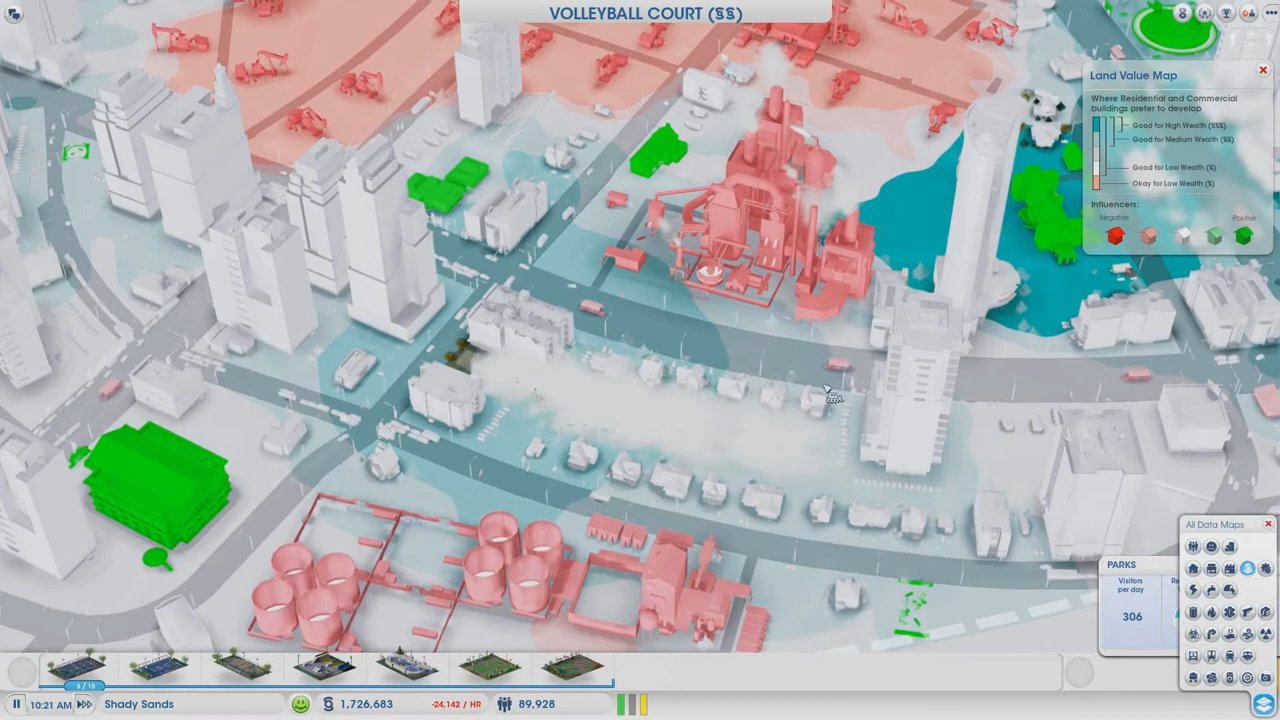 VOLLEYBALL COURT (§§)
Land Value Map
Where Residential and Commercial
buildings prefer to develop
Good for High Wealth (§§§)
Good for Medium Wealth (§§)
Good for Low Wealth (§)
Okay for Low Wealth (§)
Influencers:
Negative
Positive
All Data Maps
PARKS
Visitors
per day
306
5 / 15
10:21 AM
Shady Sands
1,726,683
-24,142 / HR
89,928